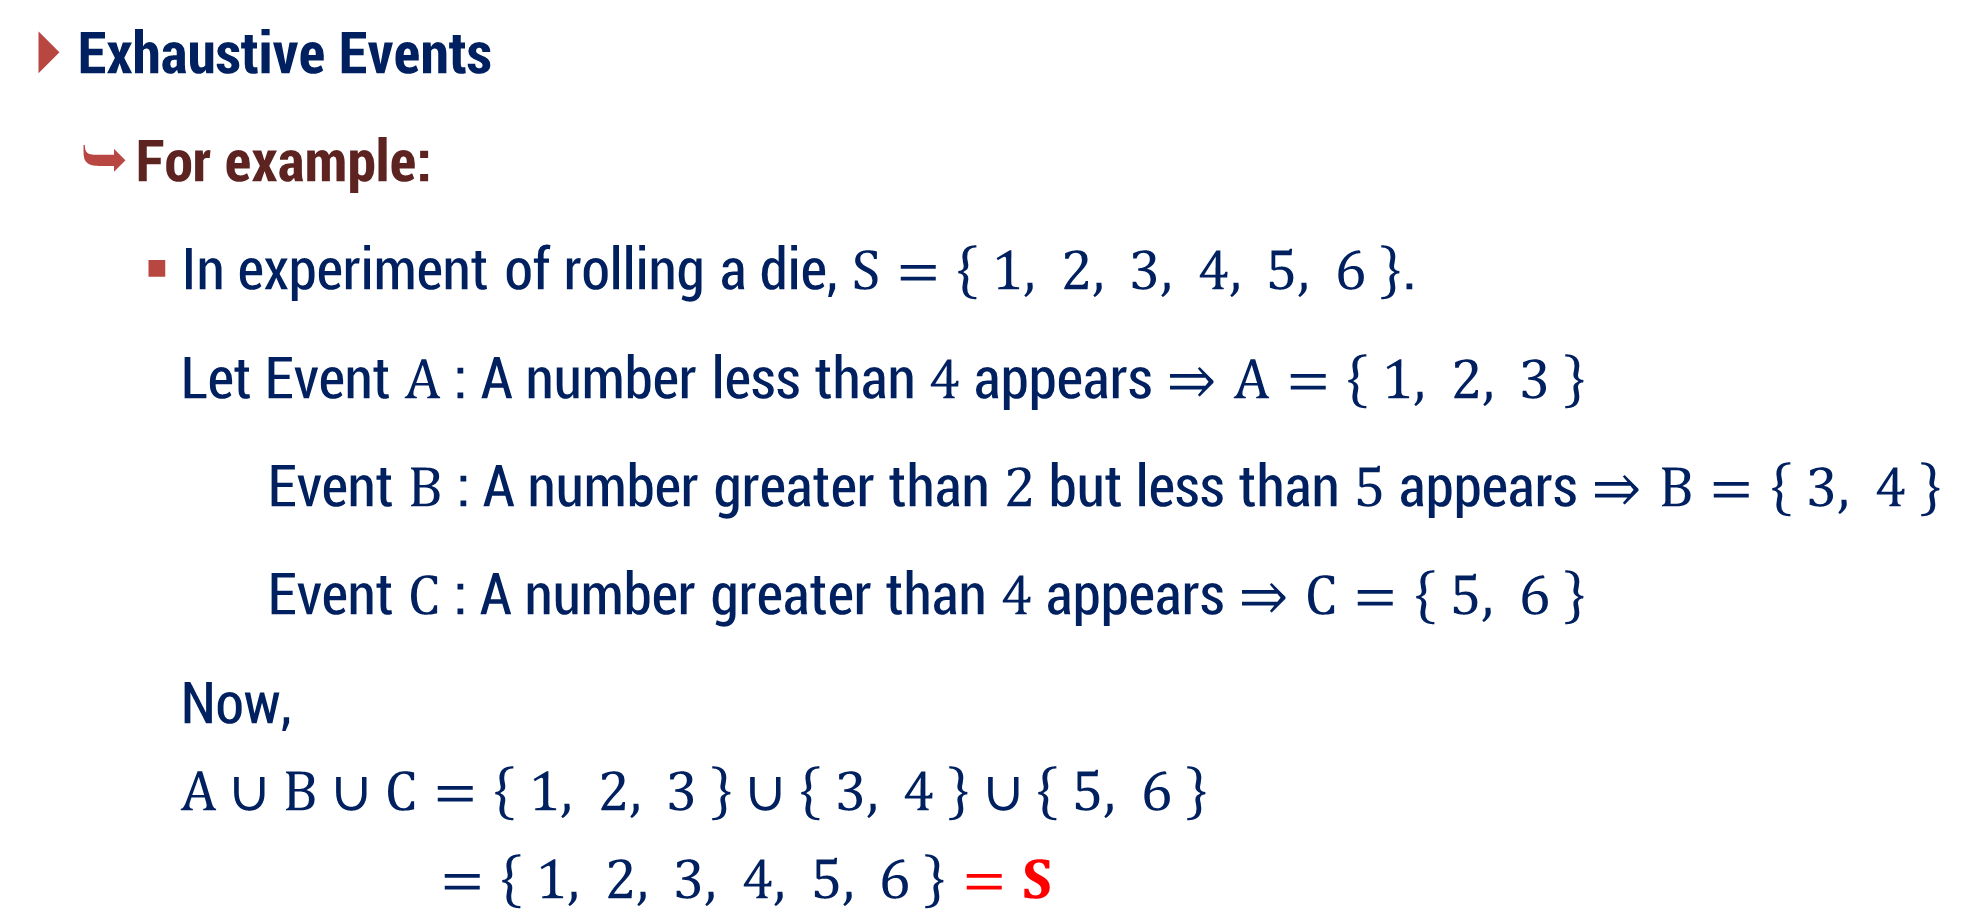 Exhaustive Events
For example:
In experiment of rolling a die, S = { 1, 2, 3, 4, 5, 6 }.
Let Event A : A number less than 4 appears ⇒ A = { 1, 2, 3 }
Event B : A number greater than 2 but less than 5 appears ⇒ B = { 3, 4 }
Event C : A number greater than 4 appears ⇒ C = { 5, 6 }
Now,
A ∪ B ∪ C = { 1, 2, 3 } ∪ { 3, 4 } ∪ { 5, 6 }
= { 1, 2, 3, 4, 5, 6 } = S